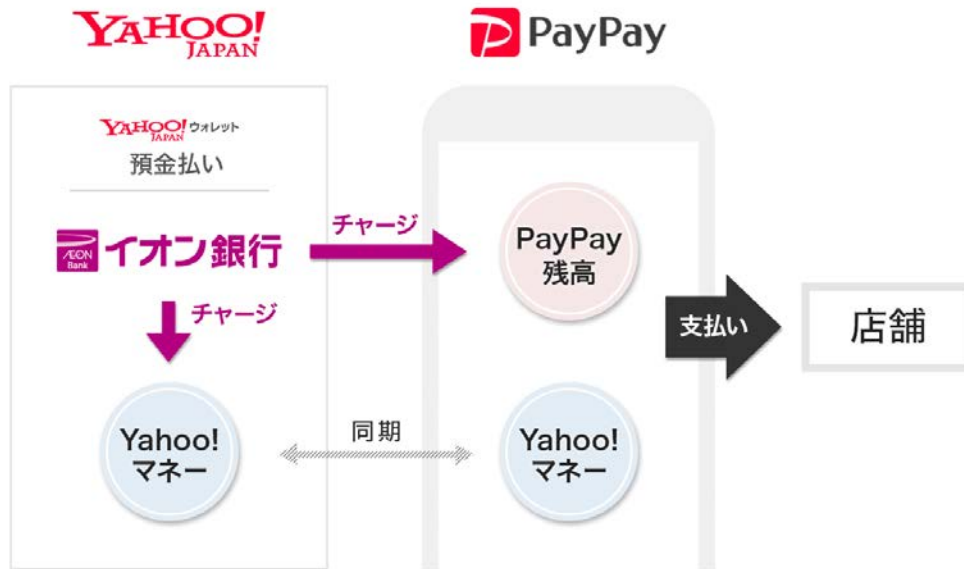 YAHOO!
JAPAN
PayPay
YAHOO!
JAPAN
ウォレット
預金払い
ÆON
Bank
イオン銀行
チャージ
PayPay
残高
チャージ
支払い
店舗
Yahoo!
マネー
同期
Yahoo!
マネー